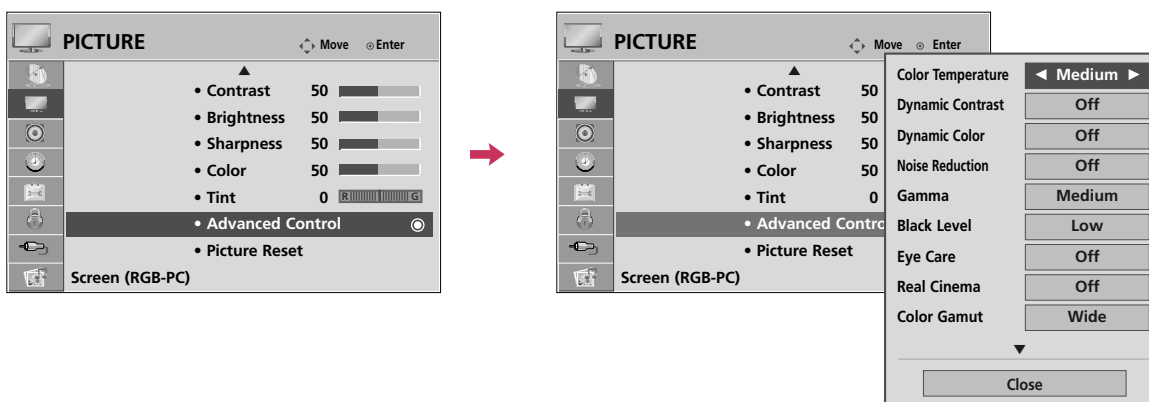 PICTURE Move Enter
• Contrast 50
• Brightness 50
• Sharpness 50
• Color 50
• Tint 0 R G
• Advanced Control
• Picture Reset
Screen (RGB-PC)
PICTURE Move Enter
• Contrast 50
• Brightness 50
• Sharpness 50
• Color 50
• Tint 0
• Advanced Contro
• Picture Reset
Screen (RGB-PC)
Color Temperature ◄ Medium ►
Dynamic Contrast Off
Dynamic Color Off
Noise Reduction Off
Gamma Medium
Black Level Low
Eye Care Off
Real Cinema Off
Color Gamut Wide
Close